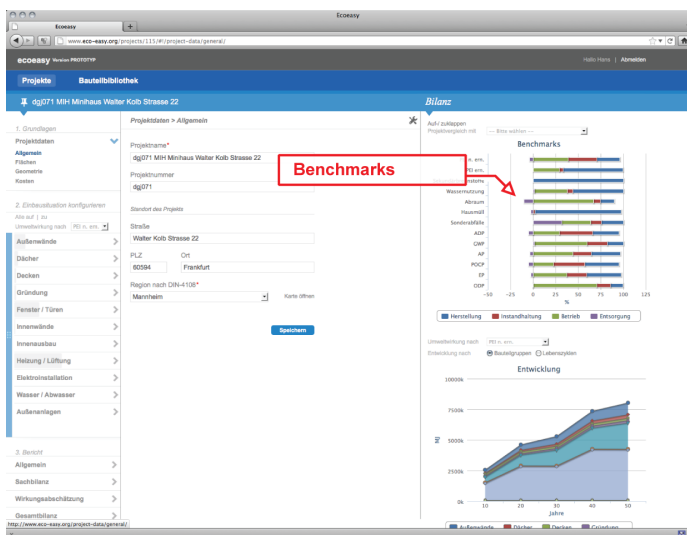 Ecoeasy
Ecoeasy
www.eco-easy.org/projects/115/#!/project-data/general/
ecoeasy Version PROTOTYP
Hallo Hans | Abmelden
Projekte
Bauteilbibliothek
dgj071 MIH Minihaus Walter Kolb Strasse 22
Bilanz
1. Grundlagen
Projektdaten
Allgemein
Flächen
Geometrie
Kosten
2. Einbausituation konfigurieren
Alle auf | zu
Umweltwirkung nach PEI n. ern.
Außenwände
Dächer
Decken
Gründung
Fenster / Türen
Innenwände
Innenausbau
Heizung / Lüftung
Elektroinstallation
Wasser / Abwasser
Außenanlagen
3. Bericht
Allgemein
Sachbilanz
Wirkungsabschätzung
Gesamtbilanz
http://www.eco-easy.org/project-data/general/
Projektdaten > Allgemein
Projektname*
dgj071 MIH Minihaus Walter Kolb Strasse 22
Projektnummer
dgj071
Standort des Projekts
Straße
Walter Kolb Strasse 22
PLZ Ort
60594 Frankfurt
Region nach DIN-4108*
Mannheim Karte öffnen
Speichern
Benchmarks
Auf-/ zuklappen
Projektvergleich mit --- Bitte wählen ---
Benchmarks
n. ern.
PEI ern.
Wassernutzung
Abraum
Hausmüll
Sonderabfälle
ADP
GWP
AP
POCP
EP
ODP
-50 -25 0 25 50 75 100 125
%
Herstellung Instandhaltung Betrieb Entsorgung
Umweltwirkung nach PEI n. ern.
Entwicklung nach Bauteilgruppen Lebenszyklen
Entwicklung
10000k
7500k
5000k
2500k
0k
MJ
10 20 30 40 50
Jahre
Außenwände Dächer Decken Gründung